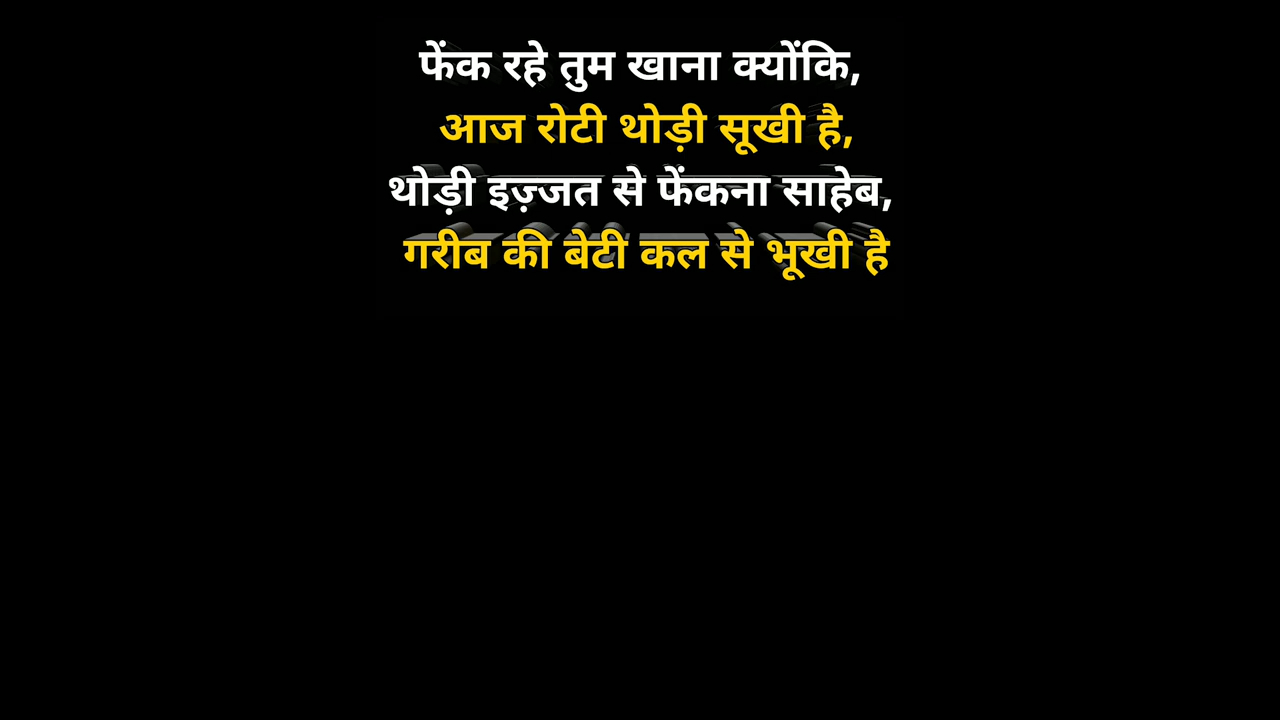 फेंक रहे तुम खाना क्योंकि,
आज रोटी थोड़ी सूखी है,
थोड़ी इज़्जत से फेंकना साहेब,
गरीब की बेटी कल से भूखी है